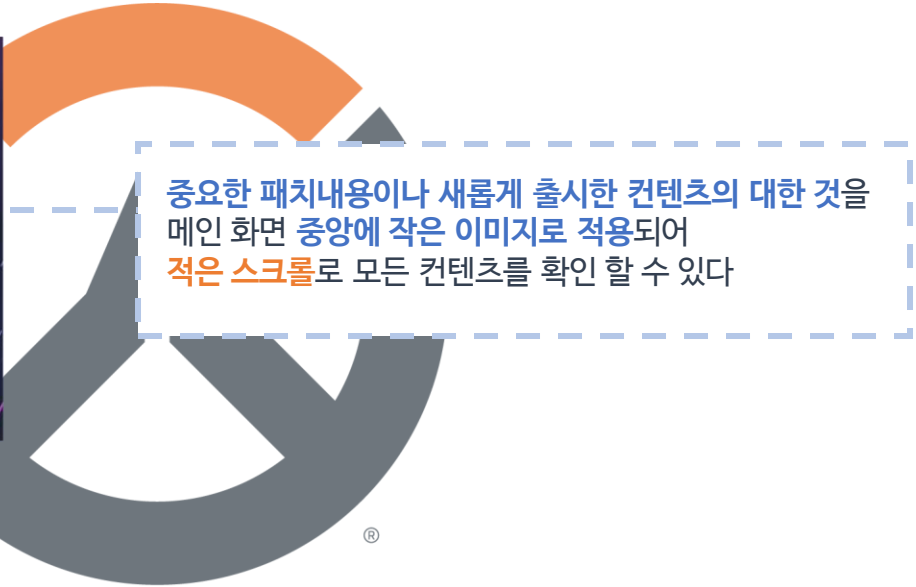 중요한 패치내용이나 새롭게 출시한 컨텐츠의 대한 것을
메인 화면 중앙에 작은 이미지로 적용되어
적은 스크롤로 모든 컨텐츠를 확인 할 수 있다
®